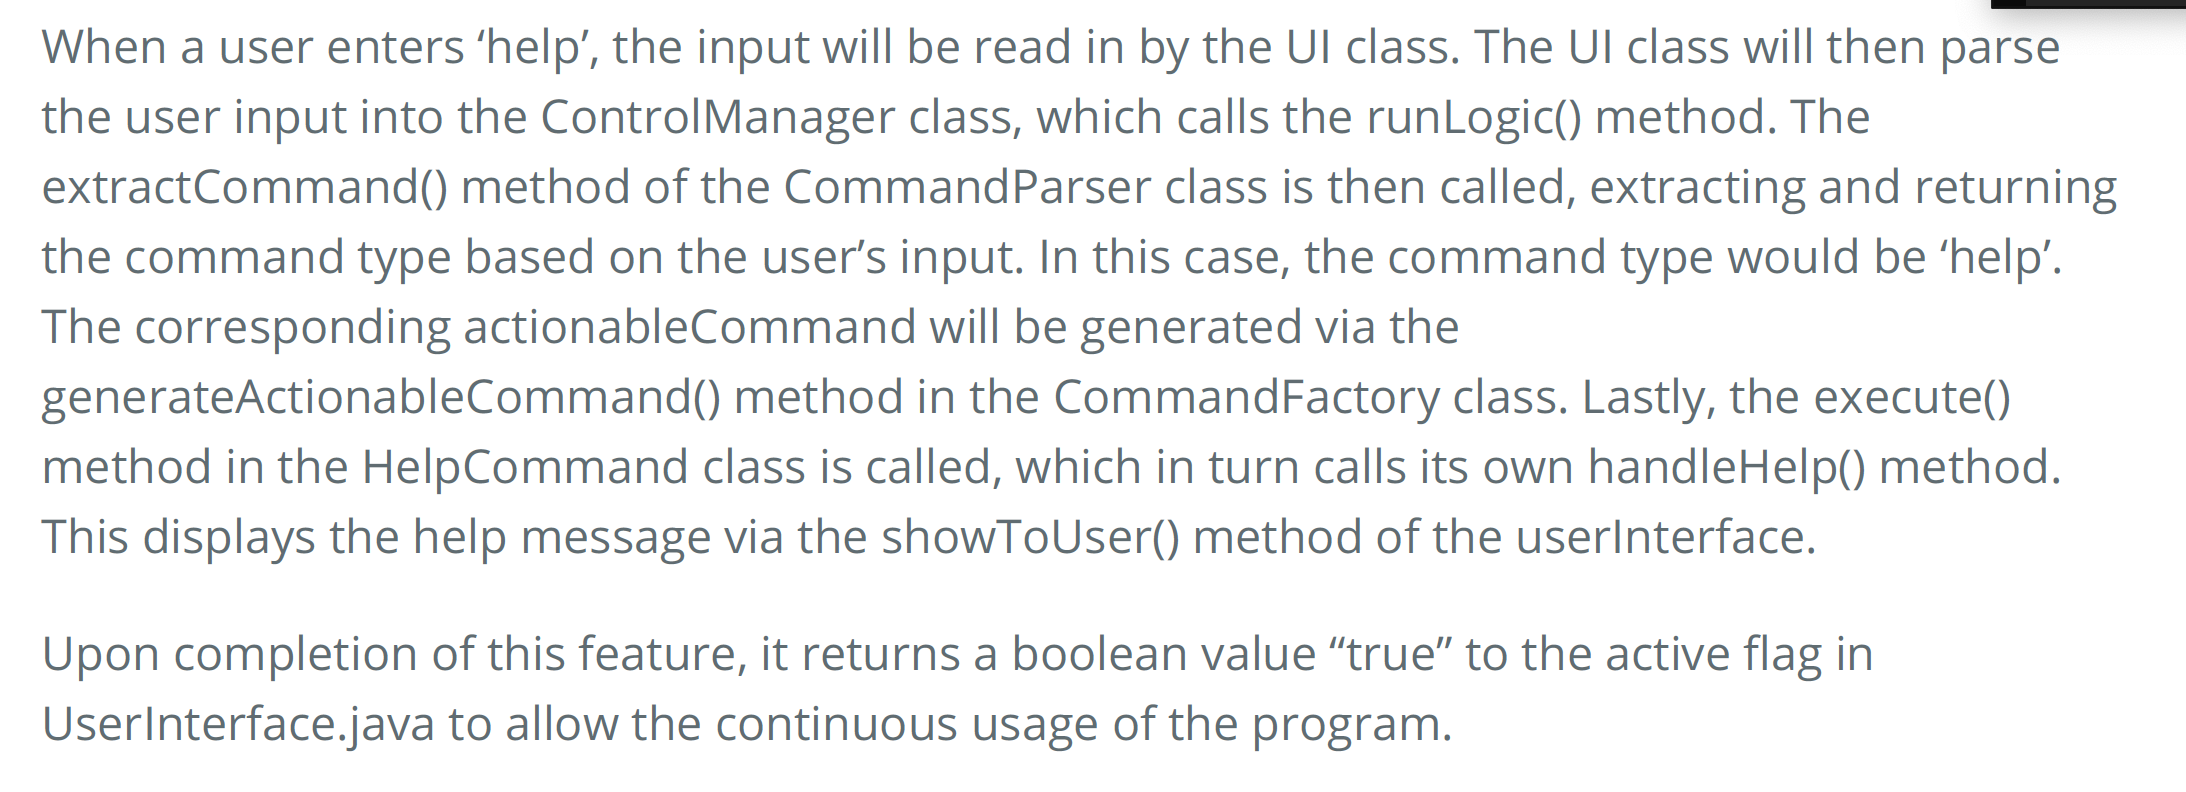 When a user enters ‘help’, the input will be read in by the UI class. The UI class will then parse
the user input into the ControlManager class, which calls the runLogic() method. The
extractCommand() method of the CommandParser class is then called, extracting and returning
the command type based on the user’s input. In this case, the command type would be ‘help’.
The corresponding actionableCommand will be generated via the
generateActionableCommand() method in the CommandFactory class. Lastly, the execute()
method in the HelpCommand class is called, which in turn calls its own handleHelp() method.
This displays the help message via the showToUser() method of the userInterface.
Upon completion of this feature, it returns a boolean value “true” to the active flag in
UserInterface.java to allow the continuous usage of the program.